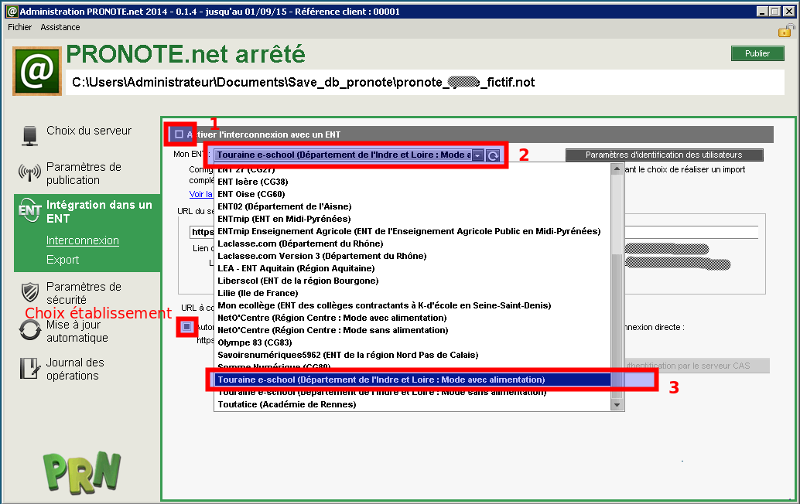 Administration PRONOTE.net 2014 - 0.1.4 - jusqu'au 01/09/15 - Référence client : 00001
Fichier Assistance
PRONOTE.net arrêté
Publier
C:\Users\Administrateur\Documents\Save_db_pronote\pronote_ _fictif.not
Choix du serveur
Paramètres de
publication
Intégration dans un
ENT
Interconnexion
Export
Paramètres de
sécurité
Choix établissement
Mise à jour
automatique
Journal des
opérations
PRN
1
Activer l'interconnexion avec un ENT
Mon ENT : Touraine e-school (Département de l'Indre et Loire : Mode a
2
Paramètres d'identification des utilisateurs
Config
ant le choix de réaliser un import
complé
Voir la
URL du se
https
Lien
L
URL à co
Auto
nnexion directe :
https
thentification par le serveur CAS
ENT 27 (CG27)
ENT Isère (CG38)
ENT Oise (CG60)
ENT02 (Département de l'Aisne)
ENTmip (ENT en Midi-Pyrénées)
ENTmip Enseignement Agricole (ENT de l'Enseignement Agricole Public en Midi-Pyrénées)
Laclasse.com (Département du Rhône)
Laclasse.com Version 3 (Département du Rhône)
LEA - ENT Aquitain (Région Aquitaine)
Liberscol (ENT de la région Bourgogne)
Lilie (Ile de France)
Mon ecollège (ENT des collèges contractants à K-d'école en Seine-Saint-Denis)
NetO'Centre (Région Centre : Mode avec alimentation)
NetO'Centre (Région Centre : Mode sans alimentation)
Olympe 83 (CG83)
Savoirsnumériques5962 (ENT de la région Nord Pas de Calais)
Somme Numérique (CG80)
Touraine e-school (Département de l'Indre et Loire : Mode avec alimentation)
3
Touraine e-school (Département de l'Indre et Loire : Mode sans alimentation)
Toutatice (Académie de Rennes)